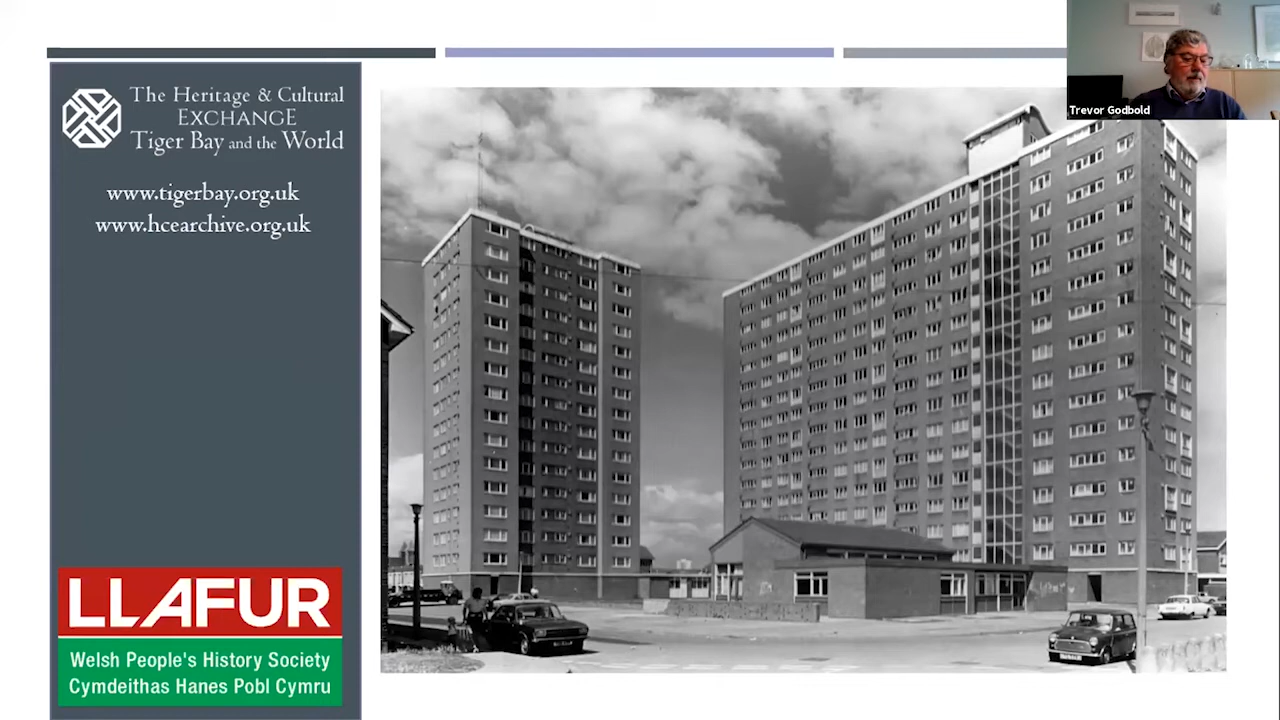 The Heritage & Cultural
EXCHANGE
Tiger Bay and the World
www.tigerbay.org.uk
www.hcearchive.org.uk
LLAFUR
Welsh People's History Society
Cymdeithas Hanes Pobl Cymru
Trevor Godbold